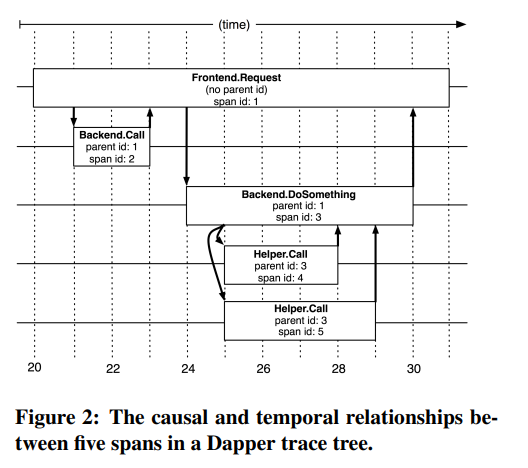 (time)
Frontend.Request
(no parent id)
span id: 1
Backend.Call
parent id: 1
span id: 2
Backend.DoSomething
parent id: 1
span id: 3
Helper.Call
parent id: 3
span id: 4
Helper.Call
parent id: 3
span id: 5
20 22 24 26 28 30
Figure 2: The causal and temporal relationships be-
tween five spans in a Dapper trace tree.